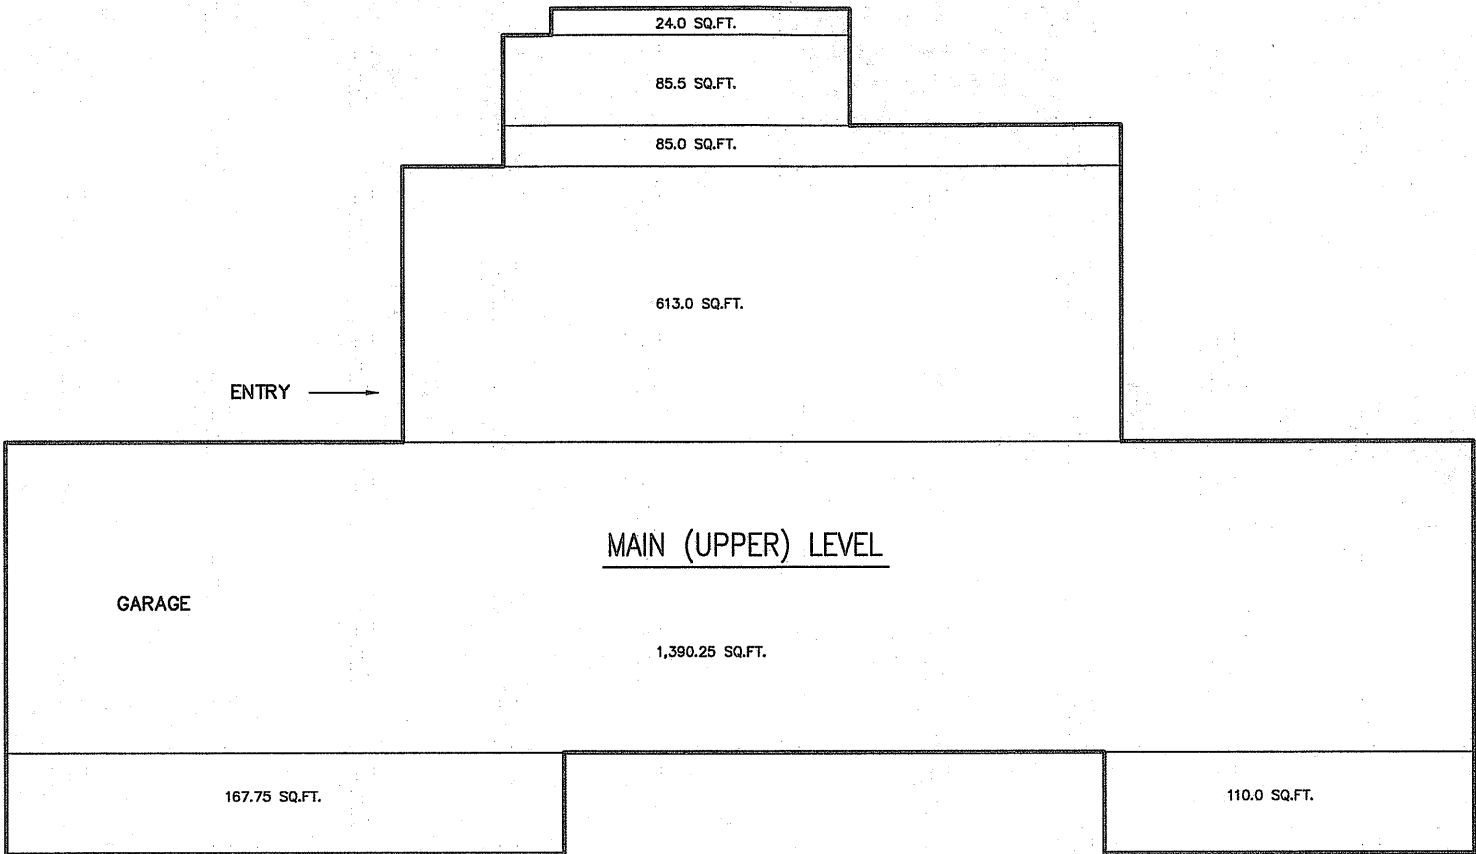 24.0 SQ.FT.
85.5 SQ.FT.
85.0 SQ.FT.
613.0 SQ.FT.
ENTRY
MAIN (UPPER) LEVEL
GARAGE
1,390.25 SQ.FT.
167.75 SQ.FT.
110.0 SQ.FT.